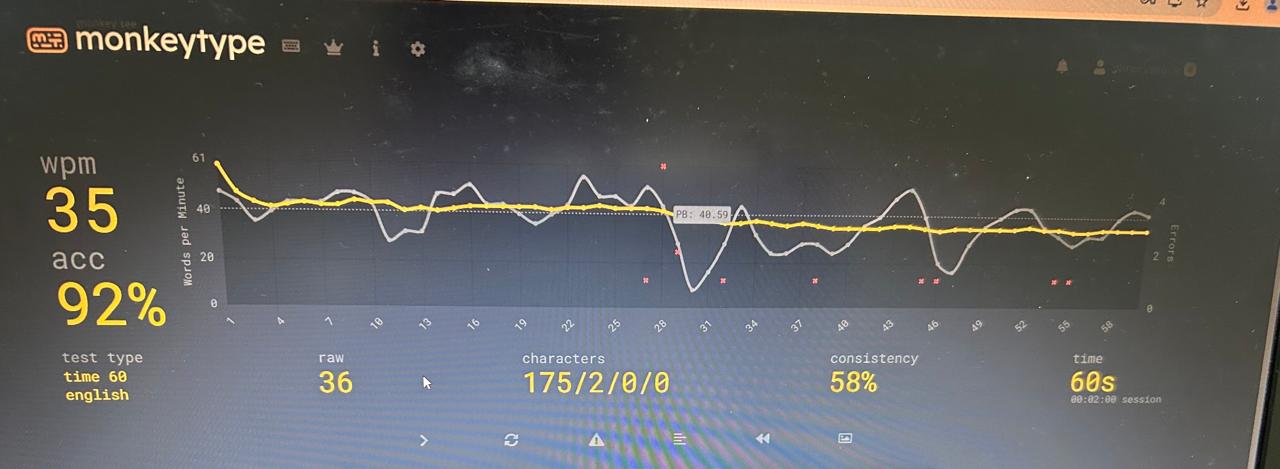 monkey see
monkeytype
wpm
35
acc
92%
Words per Minute
61
40
20
0
PB: 40.59
4
2
0
Errors
1 4 7 10 13 16 19 22 25 28 31 34 37 40 43 46 49 52 55 58
test type
time 60
english
raw
36
characters
175/2/0/0
consistency
58%
time
60s
00:02:00 session